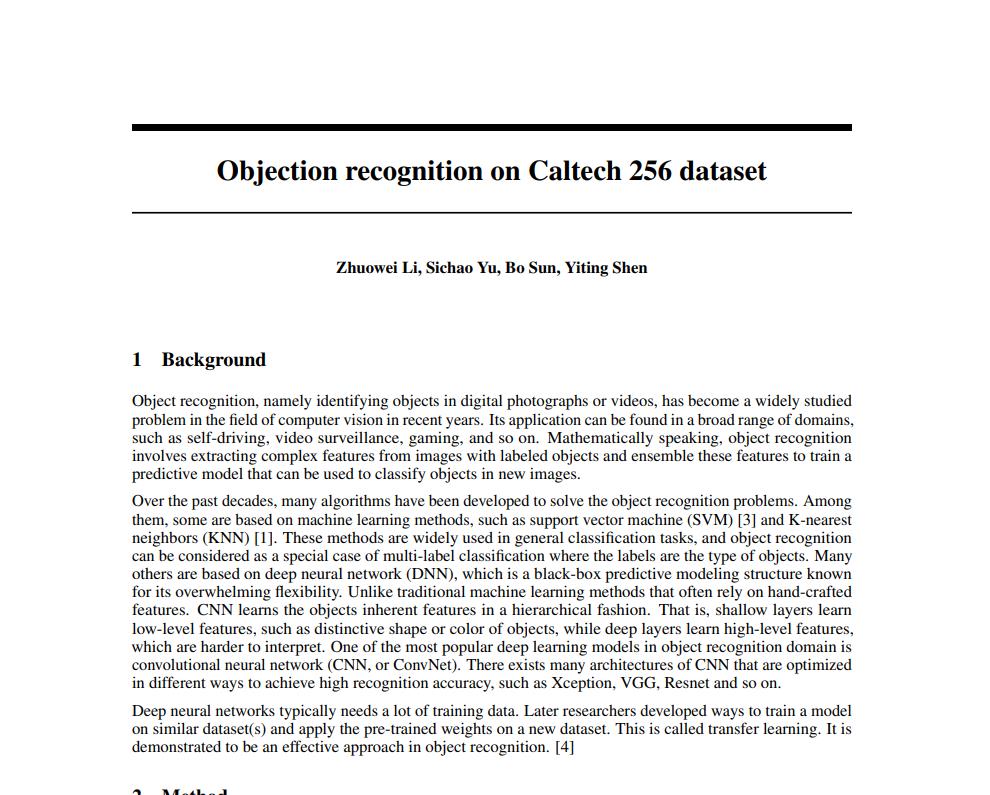 Objection recognition on Caltech 256 dataset
Zhuowei Li, Sichao Yu, Bo Sun, Yiting Shen
1 Background
Object recognition, namely identifying objects in digital photographs or videos, has become a widely studied
problem in the field of computer vision in recent years. Its application can be found in a broad range of domains,
such as self-driving, video surveillance, gaming, and so on. Mathematically speaking, object recognition
involves extracting complex features from images with labeled objects and ensemble these features to train a
predictive model that can be used to classify objects in new images.
Over the past decades, many algorithms have been developed to solve the object recognition problems. Among
them, some are based on machine learning methods, such as support vector machine (SVM) [3] and K-nearest
neighbors (KNN) [1]. These methods are widely used in general classification tasks, and object recognition
can be considered as a special case of multi-label classification where the labels are the type of objects. Many
others are based on deep neural network (DNN), which is a black-box predictive modeling structure known
for its overwhelming flexibility. Unlike traditional machine learning methods that often rely on hand-crafted
features. CNN learns the objects inherent features in a hierarchical fashion. That is, shallow layers learn
low-level features, such as distinctive shape or color of objects, while deep layers learn high-level features,
which are harder to interpret. One of the most popular deep learning models in object recognition domain is
convolutional neural network (CNN, or ConvNet). There exists many architectures of CNN that are optimized
in different ways to achieve high recognition accuracy, such as Xception, VGG, Resnet and so on.
Deep neural networks typically needs a lot of training data. Later researchers developed ways to train a model
on similar dataset(s) and apply the pre-trained weights on a new dataset. This is called transfer learning. It is
demonstrated to be an effective approach in object recognition. [4]
2 Method